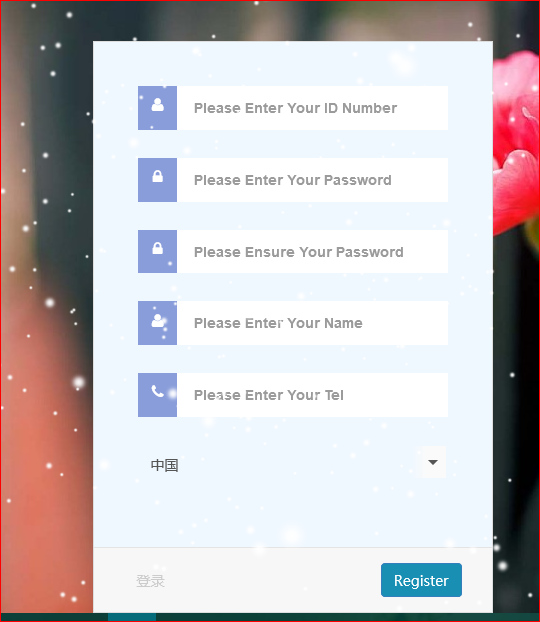 Please Enter Your ID Number
Please Enter Your Password
Please Ensure Your Password
Please Enter Your Name
Please Enter Your Tel
中国
登录
Register